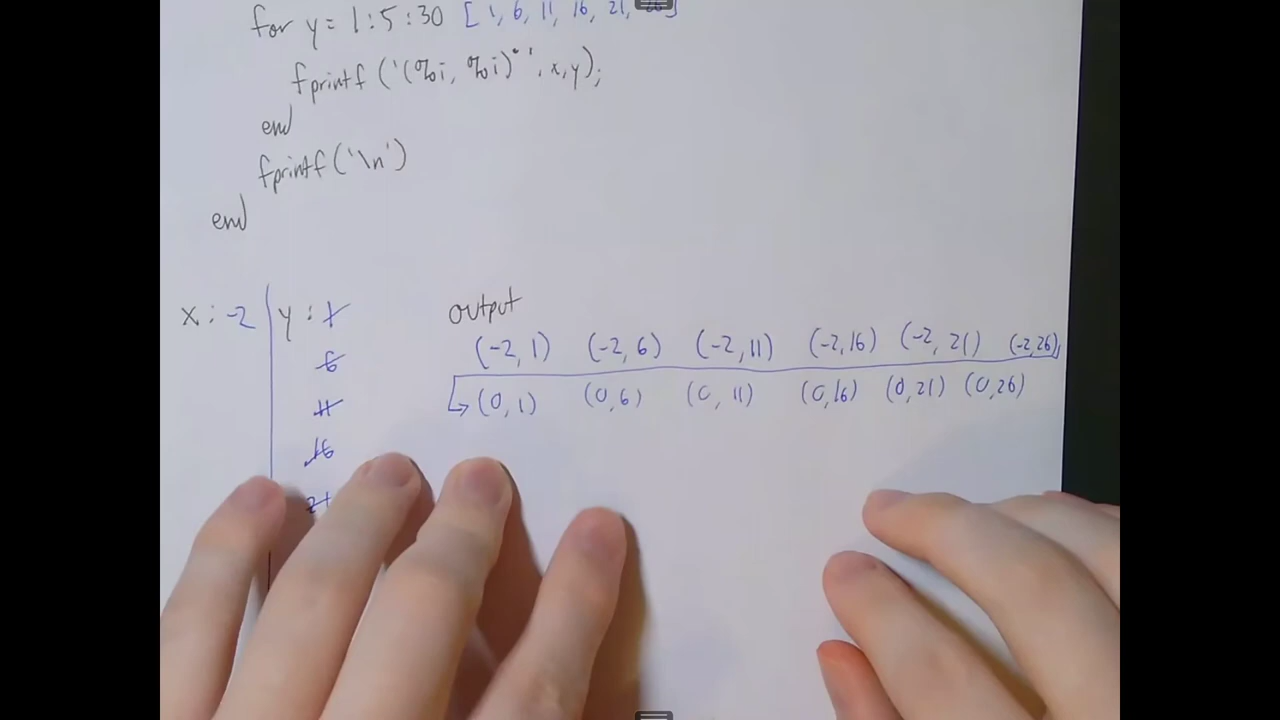 for y = 1:5:30 [1, 6, 11, 16, 21, 26]
fprintf('(%i, %i)" ', x,y);
end
fprintf('\n')
end
x : -2 | y : 1
6
11
16
21
output
(-2, 1) (-2, 6) (-2, 11) (-2,16) (-2, 21) (-2,26)
(0, 1) (0,6) (0, 11) (0,16) (0,21) (0,26)